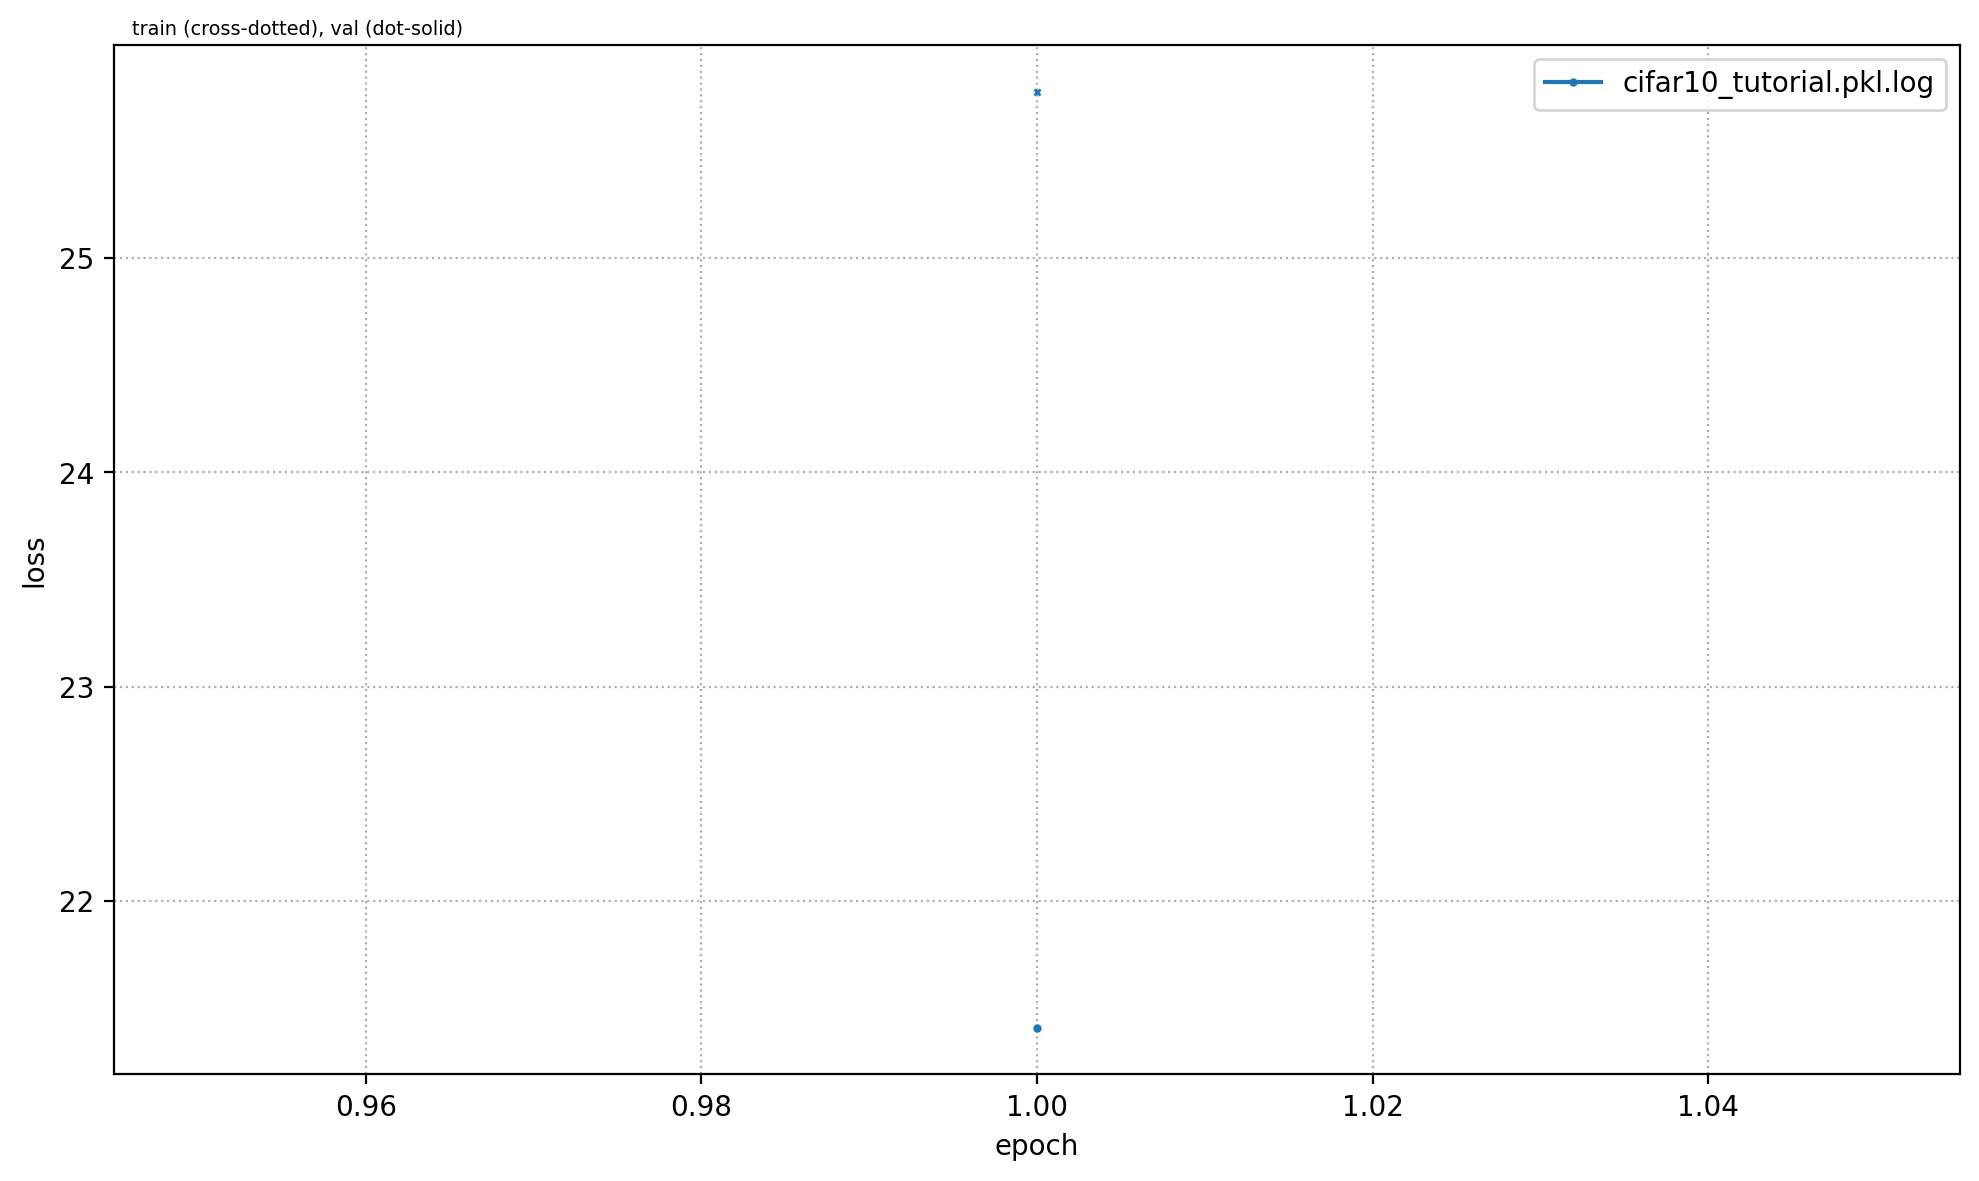 train (cross-dotted), val (dot-solid)
cifar10_tutorial.pkl.log
25
24
23
22
loss
0.96 0.98 1.00 1.02 1.04
epoch